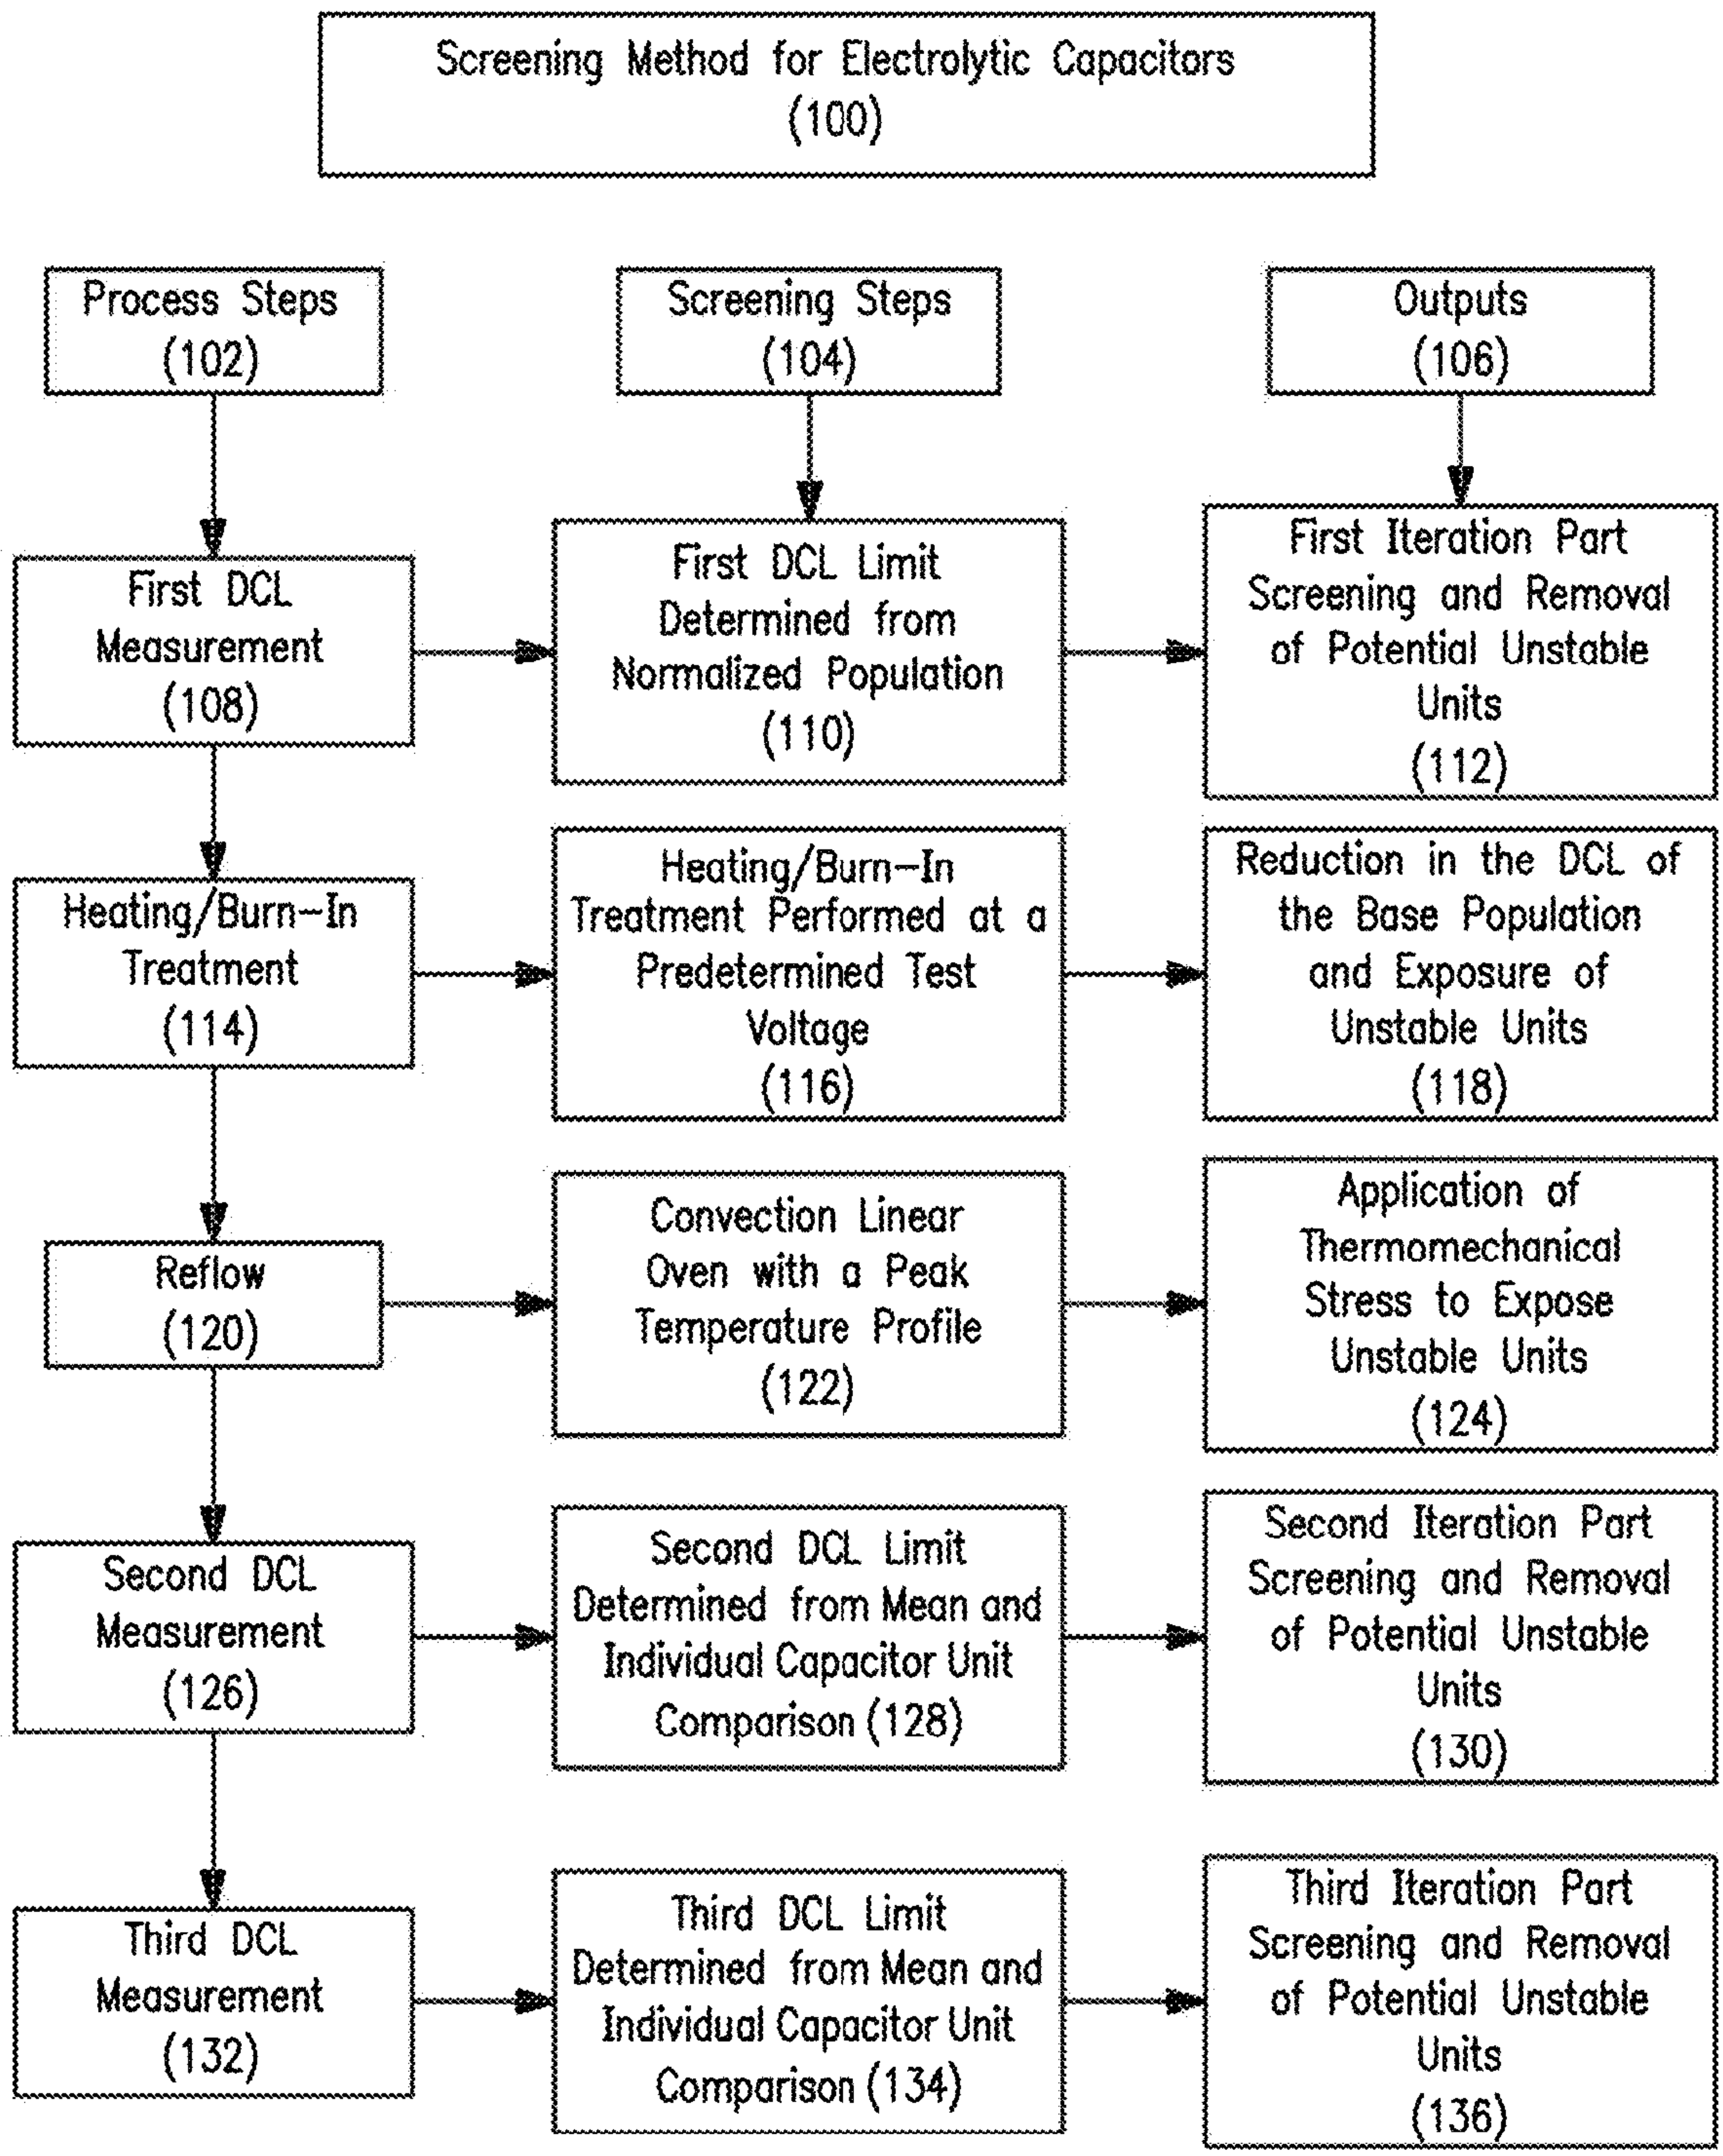 Screening Method for Electrolytic Capacitors
(100)
Process Steps
(102)
Screening Steps
(104)
Outputs
(106)
First DCL
Measurement
(108)
First DCL Limit
Determined from
Normalized Population
(110)
First Iteration Part
Screening and Removal
of Potential Unstable
Units
(112)
Heating/Burn-In
Treatment
(114)
Heating/Burn-In
Treatment Performed at a
Predetermined Test
Voltage
(116)
Reduction in the DCL of
the Base Population
and Exposure of
Unstable Units
(118)
Reflow
(120)
Convection Linear
Oven with a Peak
Temperature Profile
(122)
Application of
Thermomechanical
Stress to Expose
Unstable Units
(124)
Second DCL
Measurement
(126)
Second DCL Limit
Determined from Mean and
Individual Capacitor Unit
Comparison (128)
Second Iteration Part
Screening and Removal
of Potential Unstable
Units
(130)
Third DCL
Measurement
(132)
Third DCL Limit
Determined from Mean and
Individual Capacitor Unit
Comparison (134)
Third Iteration Part
Screening and Removal
of Potential Unstable
Units
(136)